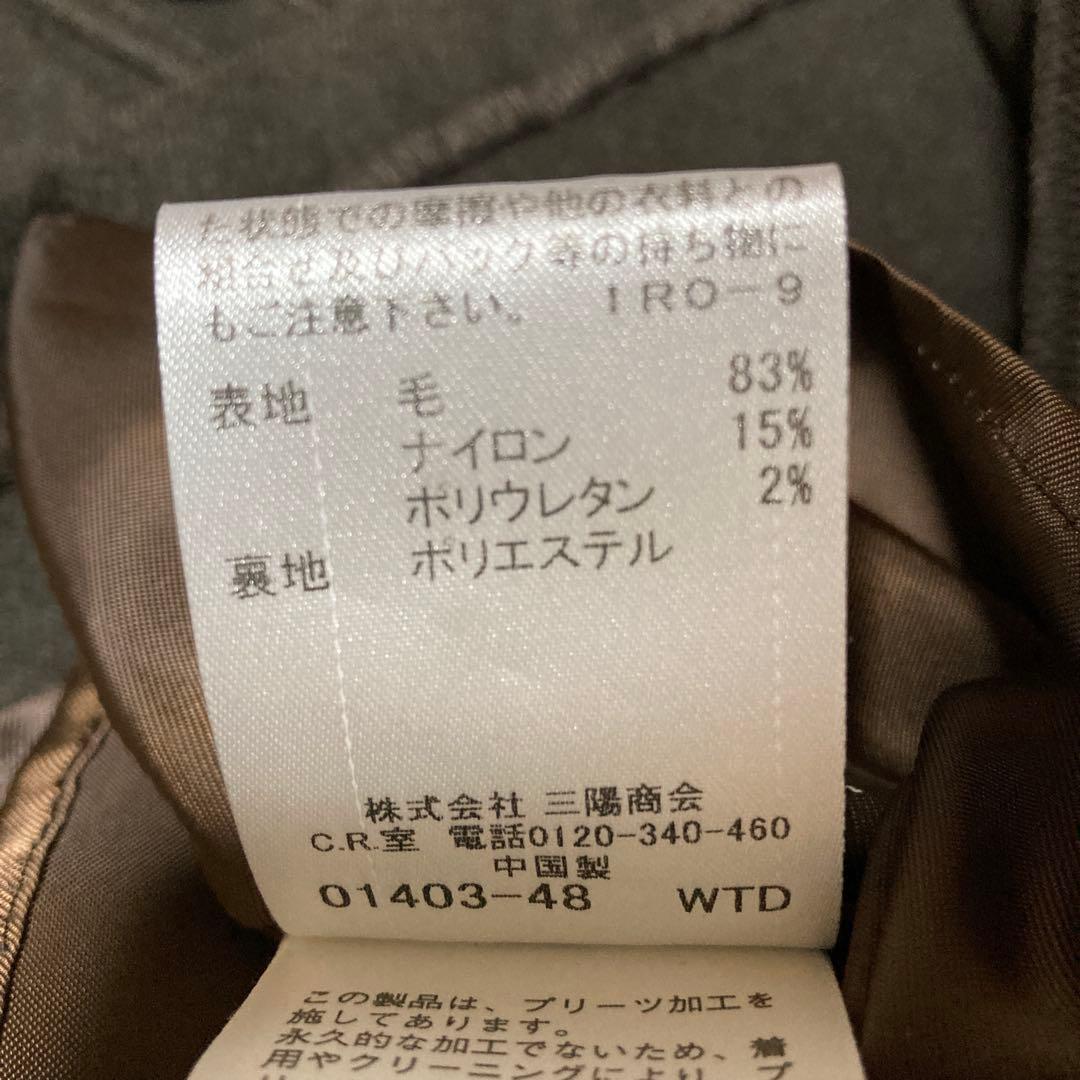 た状態での摩擦や他の衣料との
組合せ及びバック等の持ち物に
もご注意下さい。 1RO-9
表地 毛 83%
ナイロン 15%
ポリウレタン 2%
裏地 ポリエステル
株式会社 三陽商会
C.R.室 電話0120-340-460
中国製
01403-48 WTD
この製品は、プリーツ加工を
施してあります。
永久的な加工でないため、着
用やクリーニングにより、プ